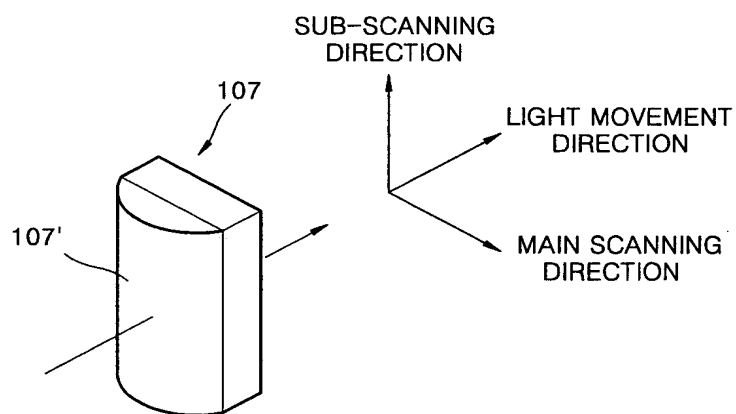 SUB-SCANNING
DIRECTION
107
LIGHT MOVEMENT
DIRECTION
107'
MAIN SCANNING
DIRECTION